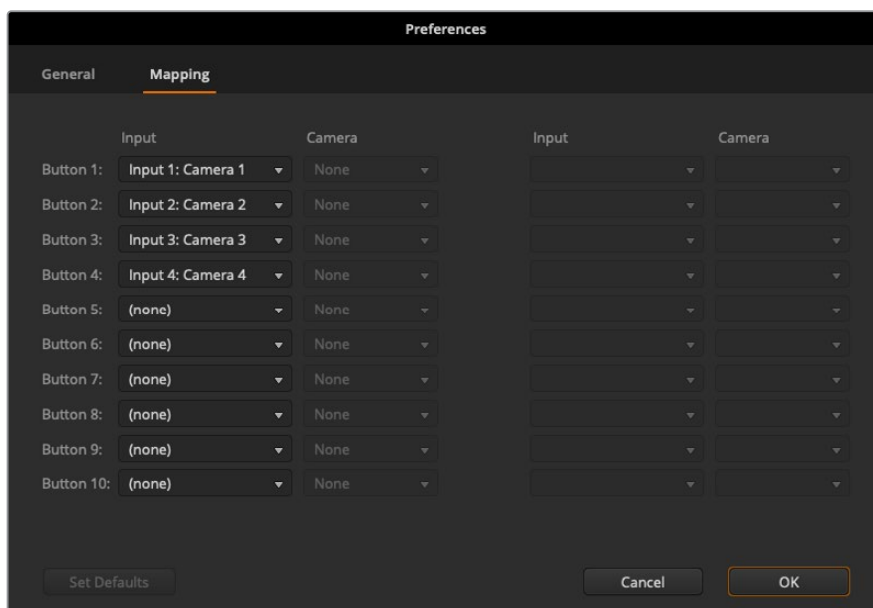 Preferences
General Mapping
Input Camera Input Camera
Button 1: Input 1: Camera 1 None
Button 2: Input 2: Camera 2 None
Button 3: Input 3: Camera 3 None
Button 4: Input 4: Camera 4 None
Button 5: (none) None
Button 6: (none) None
Button 7: (none) None
Button 8: (none) None
Button 9: (none) None
Button 10: (none) None
Set Defaults Cancel OK